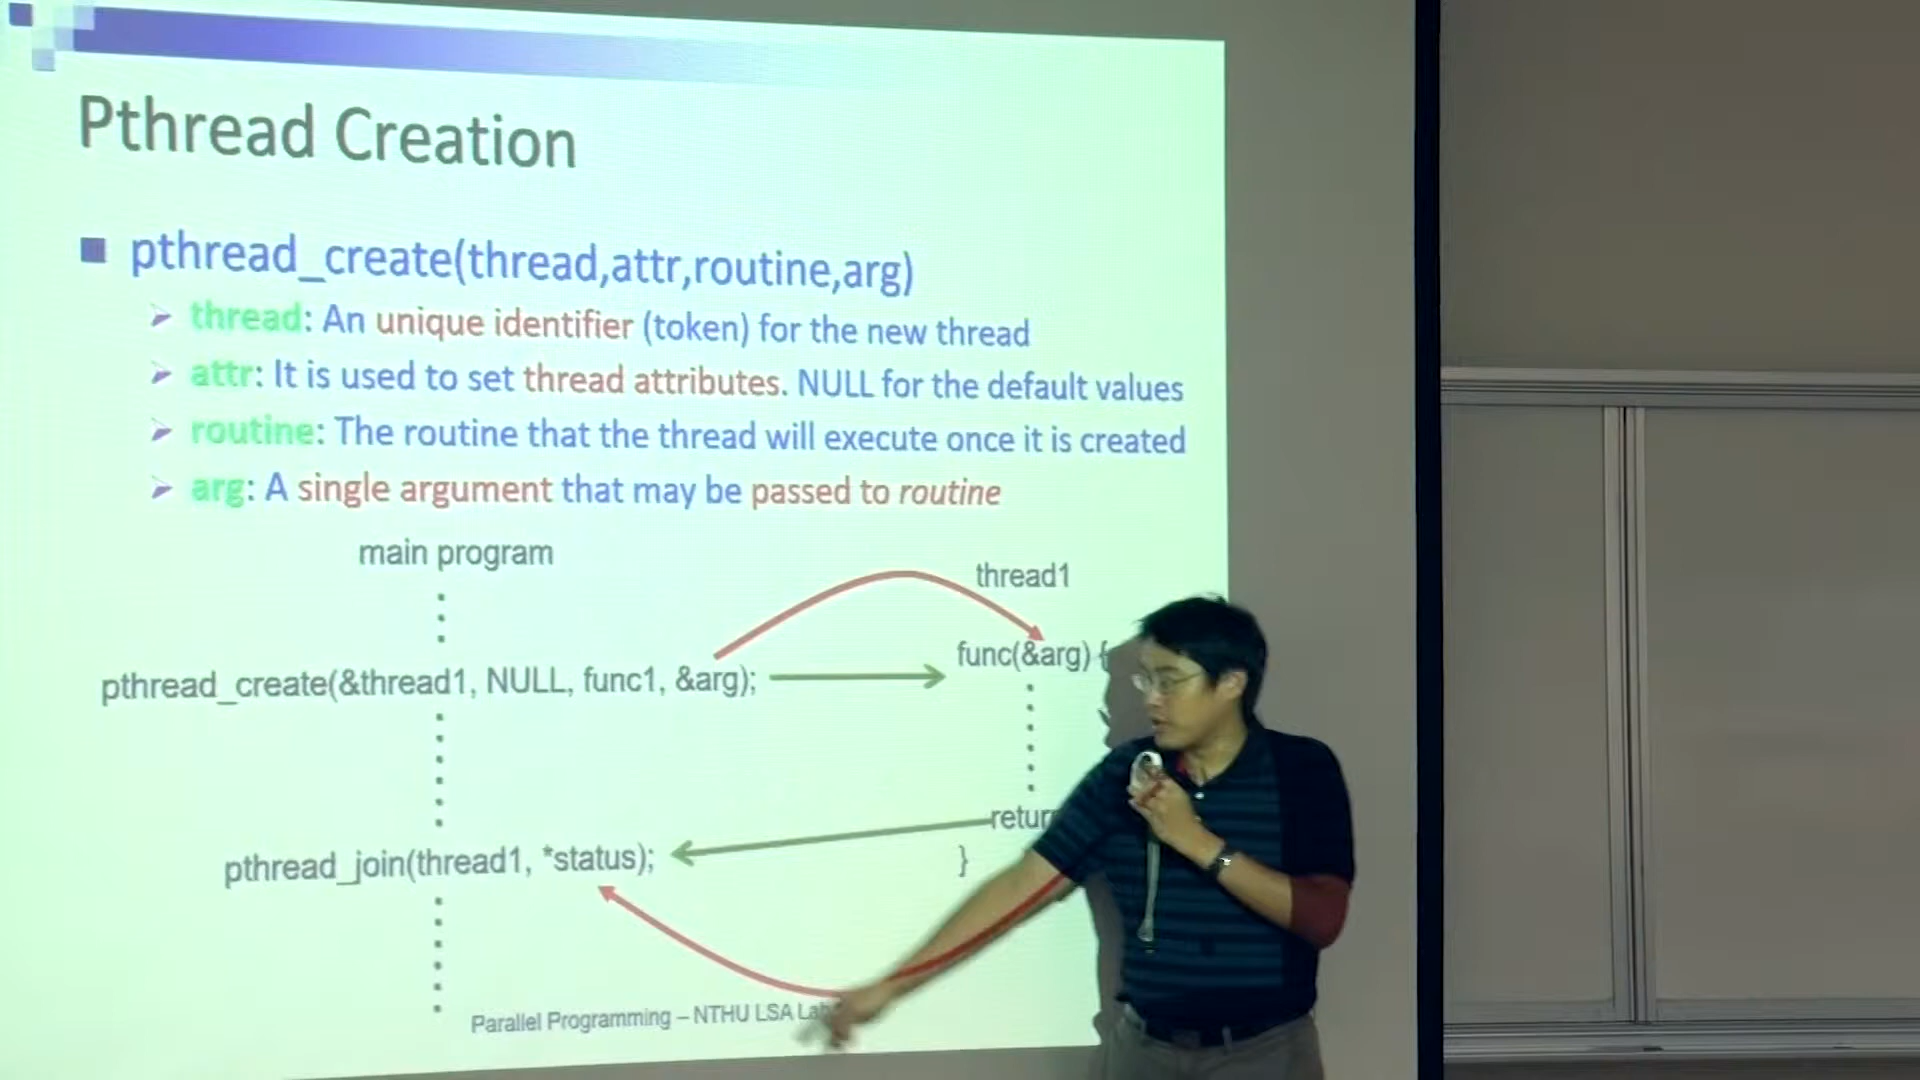 Pthread Creation
pthread_create(thread,attr,routine,arg)
thread: An unique identifier (token) for the new thread
attr: It is used to set thread attributes. NULL for the default values
routine: The routine that the thread will execute once it is created
arg: A single argument that may be passed to routine
main program
thread1
func(&arg) {
pthread_create(&thread1, NULL, func1, &arg);
pthread_join(thread1, *status);
}
Parallel Programming – NTHU LSA Lab